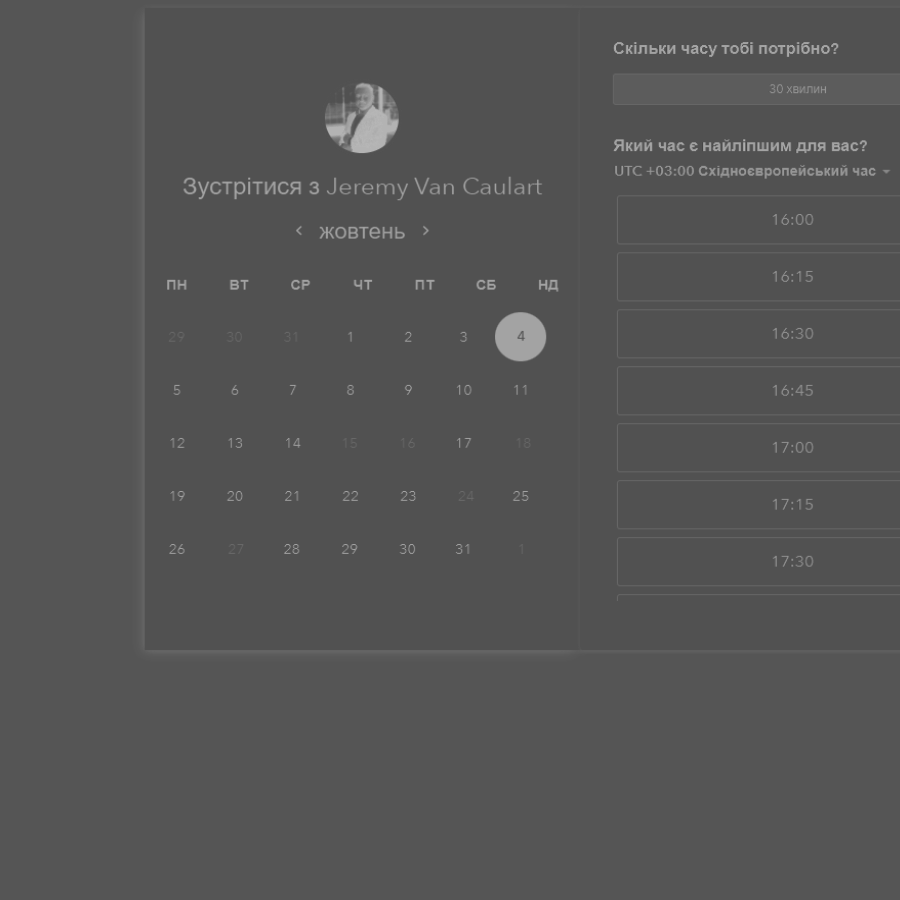 Зустрітися з Jeremy Van Caulart
жовтень
ПН ВТ СР ЧТ ПТ СБ НД
29 30 31 1 2 3 4
5 6 7 8 9 10 11
12 13 14 15 16 17 18
19 20 21 22 23 24 25
26 27 28 29 30 31 1
Скільки часу тобі потрібно?
30 хвилин
Який час є найліпшим для вас?
UTC +03:00 Східноєвропейський час
16:00
16:15
16:30
16:45
17:00
17:15
17:30